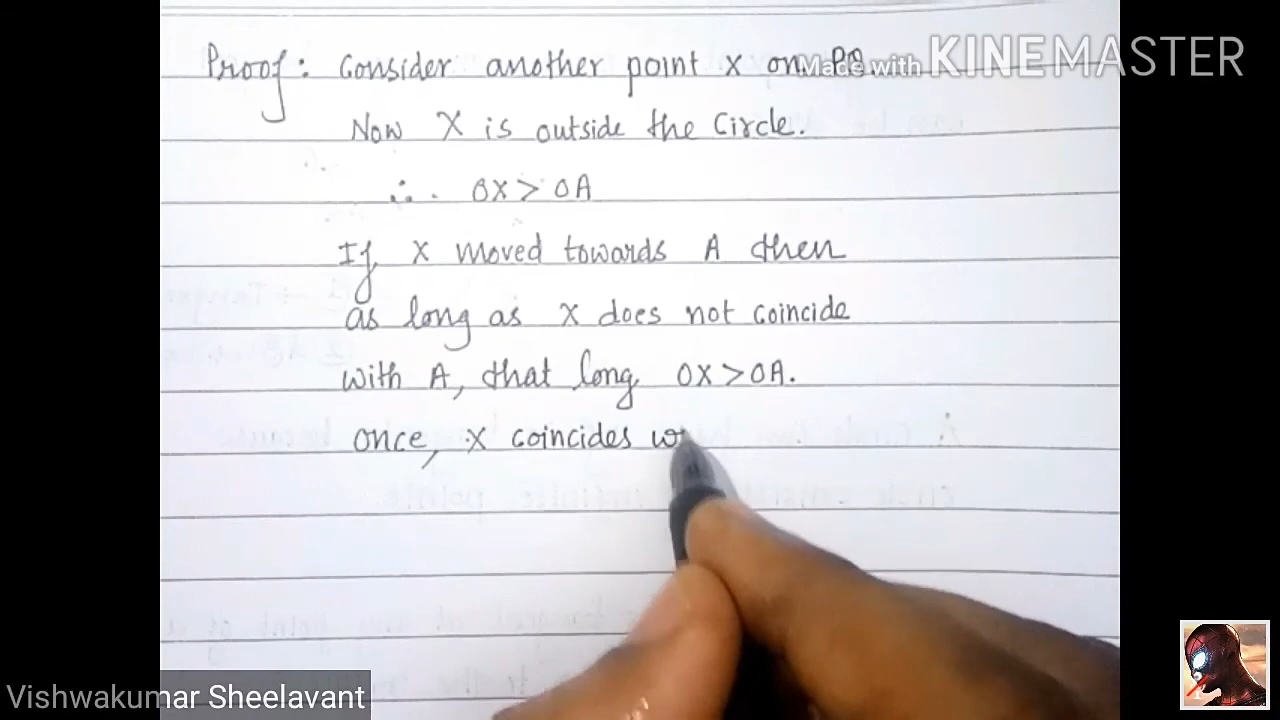 Proof: Consider another point X on PQ.
Made with KINEMASTER
Now X is outside the Circle.
∴ OX > OA
If X moved towards A then
as long as X does not coincide
with A, that long OX > OA.
once, X coincides
Vishwakumar Sheelavant